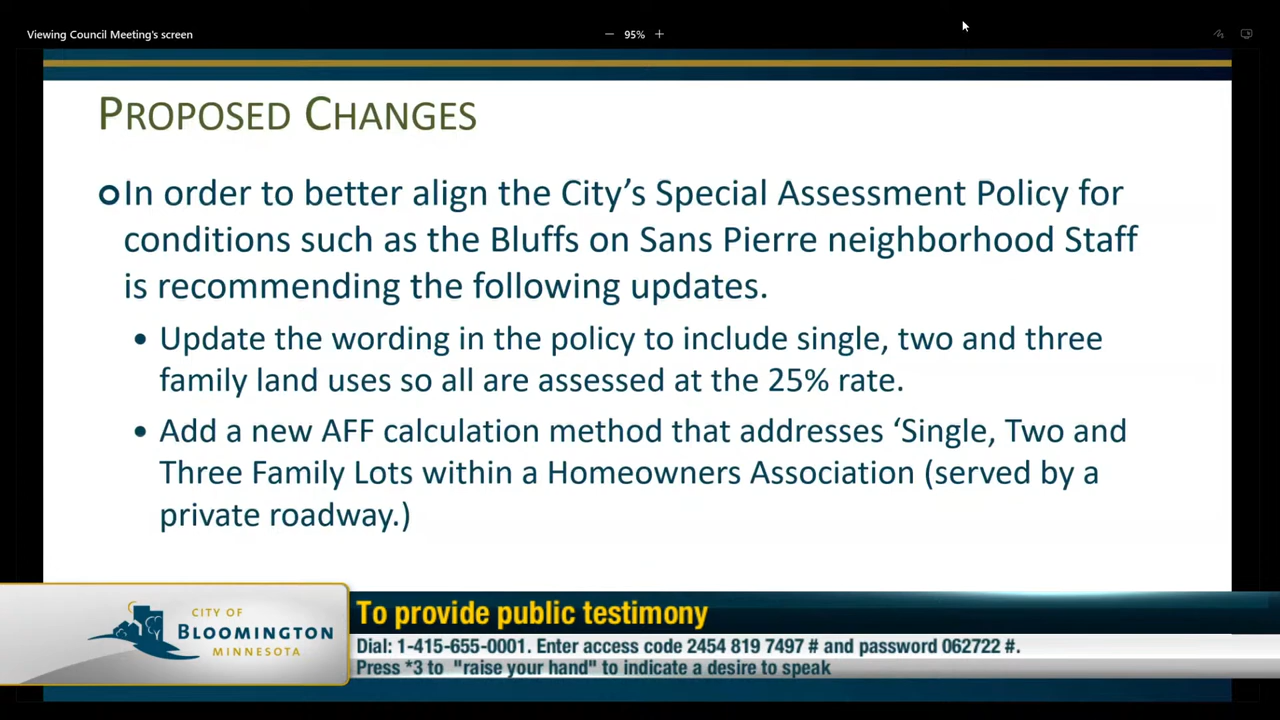 Viewing Council Meeting's screen
95%
PROPOSED CHANGES
In order to better align the City's Special Assessment Policy for
conditions such as the Bluffs on Sans Pierre neighborhood Staff
is recommending the following updates.
• Update the wording in the policy to include single, two and three
family land uses so all are assessed at the 25% rate.
• Add a new AFF calculation method that addresses ‘Single, Two and
Three Family Lots within a Homeowners Association (served by a
private roadway.)
CITY OF
BLOOMINGTON
MINNESOTA
To provide public testimony
Dial: 1-415-655-0001. Enter access code 2454 819 7497 # and password 062722 #.
Press *3 to "raise your hand" to indicate a desire to speak